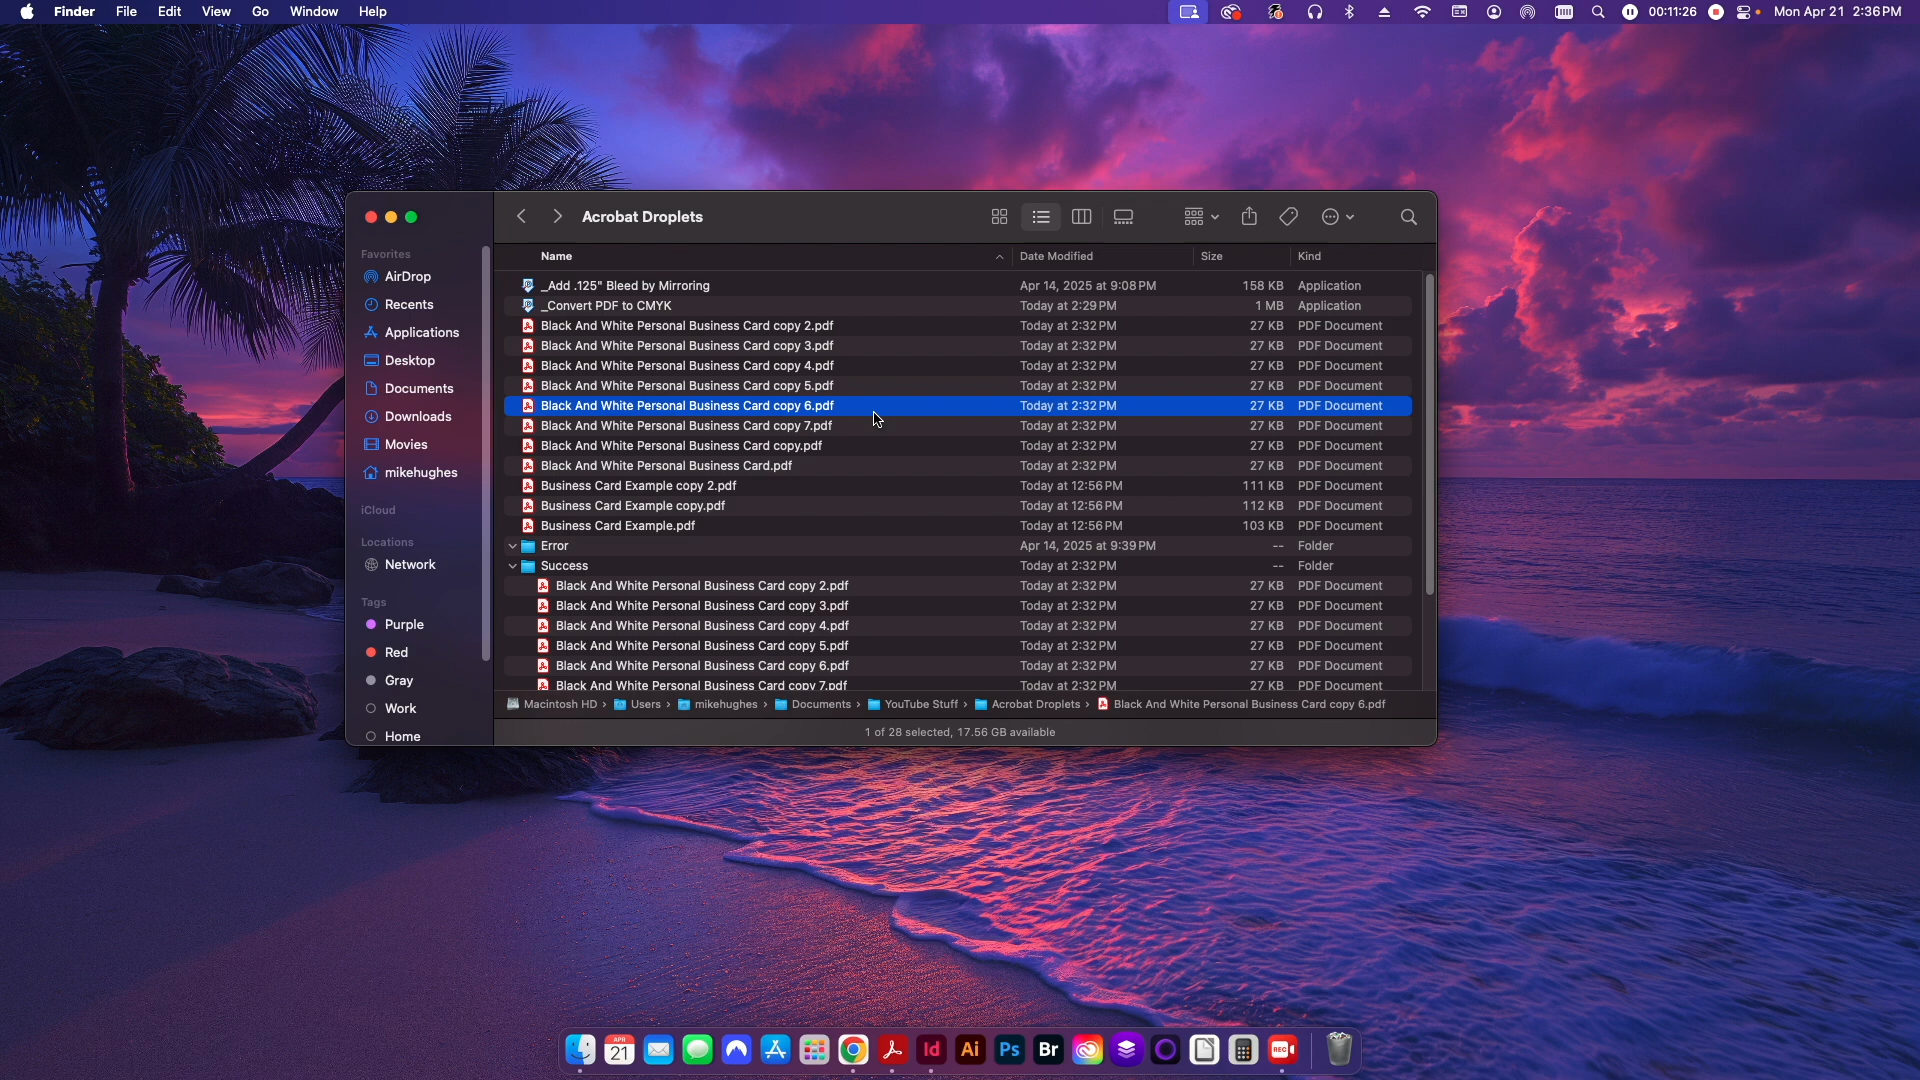 Finder File Edit View Go Window Help 00:11:26 Mon Apr 21 2:36 PM
Acrobat Droplets
Favorites
AirDrop
Recents
Applications
Desktop
Documents
Downloads
Movies
mikehughes
iCloud
Locations
Network
Tags
Purple
Red
Gray
Work
Home
Name Date Modified Size Kind
_Add .125" Bleed by Mirroring Apr 14, 2025 at 9:08 PM 158 KB Application
_Convert PDF to CMYK Today at 2:29 PM 1 MB Application
Black And White Personal Business Card copy 2.pdf Today at 2:32 PM 27 KB PDF Document
Black And White Personal Business Card copy 3.pdf Today at 2:32 PM 27 KB PDF Document
Black And White Personal Business Card copy 4.pdf Today at 2:32 PM 27 KB PDF Document
Black And White Personal Business Card copy 5.pdf Today at 2:32 PM 27 KB PDF Document
Black And White Personal Business Card copy 6.pdf Today at 2:32 PM 27 KB PDF Document
Black And White Personal Business Card copy 7.pdf Today at 2:32 PM 27 KB PDF Document
Black And White Personal Business Card copy.pdf Today at 2:32 PM 27 KB PDF Document
Black And White Personal Business Card.pdf Today at 2:32 PM 27 KB PDF Document
Business Card Example copy 2.pdf Today at 12:56 PM 111 KB PDF Document
Business Card Example copy.pdf Today at 12:56 PM 112 KB PDF Document
Business Card Example.pdf Today at 12:56 PM 103 KB PDF Document
Error Apr 14, 2025 at 9:39 PM -- Folder
Success Today at 2:32 PM -- Folder
Black And White Personal Business Card copy 2.pdf Today at 2:32 PM 27 KB PDF Document
Black And White Personal Business Card copy 3.pdf Today at 2:32 PM 27 KB PDF Document
Black And White Personal Business Card copy 4.pdf Today at 2:32 PM 27 KB PDF Document
Black And White Personal Business Card copy 5.pdf Today at 2:32 PM 27 KB PDF Document
Black And White Personal Business Card copy 6.pdf Today at 2:32 PM 27 KB PDF Document
Black And White Personal Business Card copy 7.pdf Today at 2:32 PM 27 KB PDF Document
Macintosh HD › Users › mikehughes › Documents › YouTube Stuff › Acrobat Droplets › Black And White Personal Business Card copy 6.pdf
1 of 28 selected, 17.56 GB available
APR
21
Id Ai Ps Br REC